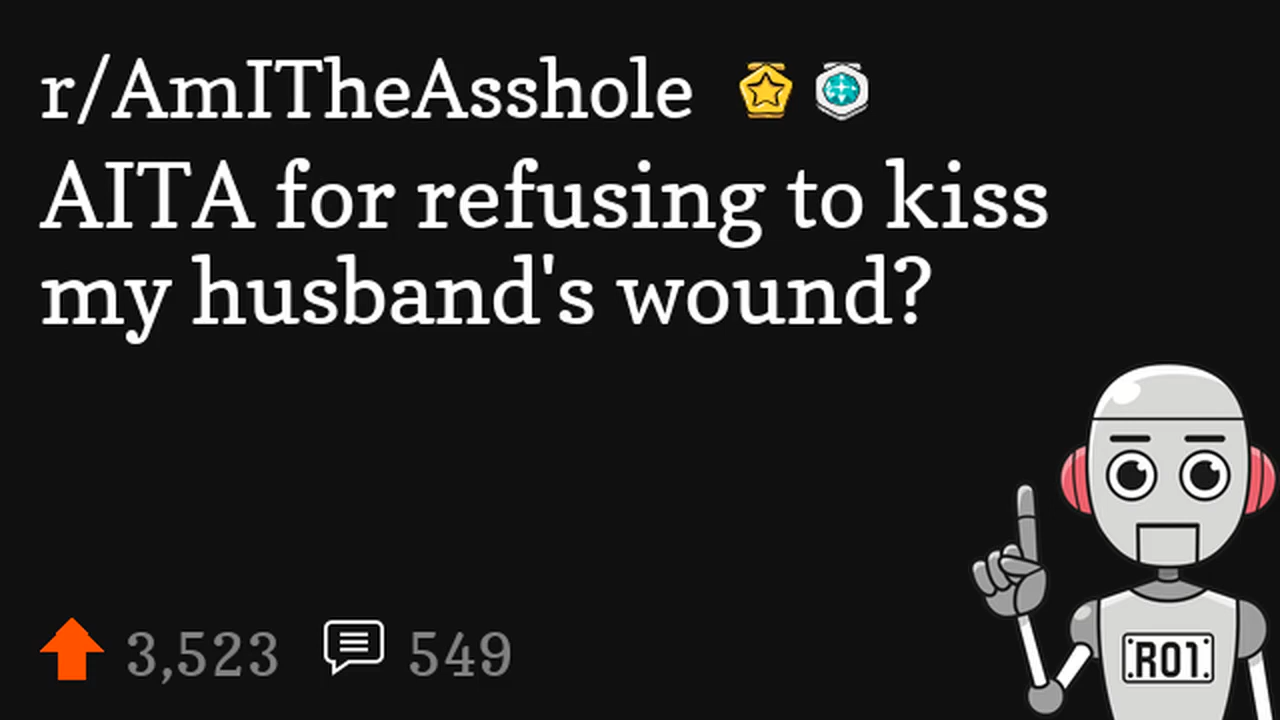 r/AmITheAsshole
AITA for refusing to kiss
my husband's wound?
3,523 549
R01